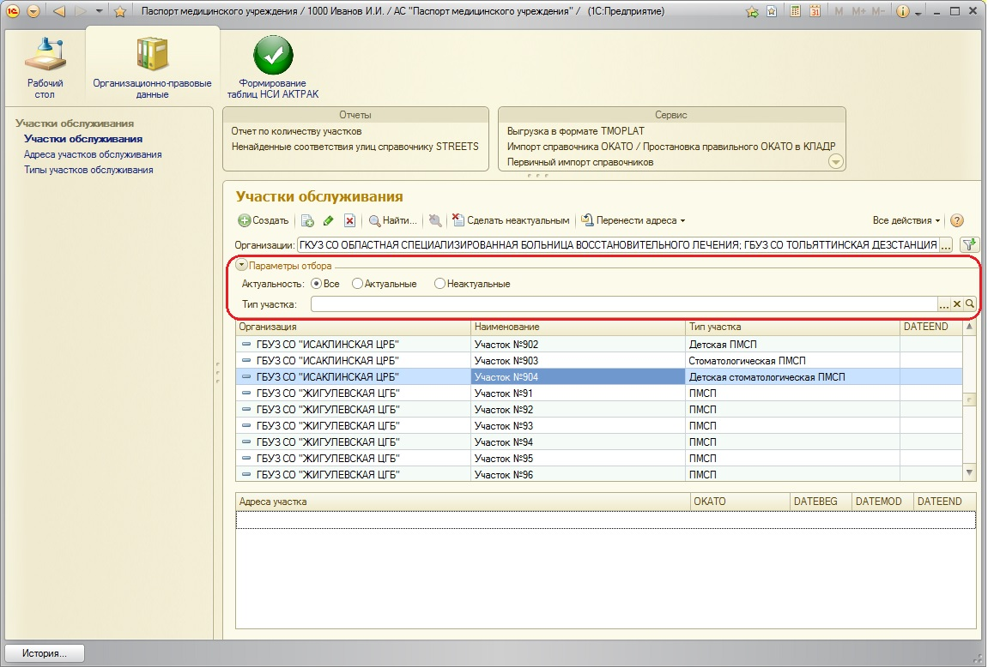 Паспорт медицинского учреждения / 1000 Иванов И.И. / АС "Паспорт медицинского учреждения" / (1С:Предприятие)
M M+ M-
Рабочий стол
Организационно-правовые данные
Формирование таблиц НСИ АКТРАК
Участки обслуживания
Участки обслуживания
Адреса участков обслуживания
Типы участков обслуживания
Отчеты
Отчет по количеству участков
Ненайденные соответствия улиц справочнику STREETS
Сервис
Выгрузка в формате TMOPLAT
Импорт справочника ОКАТО / Простановка правильного ОКАТО в КЛАДР
Первичный импорт справочников
Участки обслуживания
Создать Найти... Сделать неактуальным Перенести адреса Все действия
Организации: ГКУЗ СО ОБЛАСТНАЯ СПЕЦИАЛИЗИРОВАННАЯ БОЛЬНИЦА ВОССТАНОВИТЕЛЬНОГО ЛЕЧЕНИЯ; ГБУЗ СО ТОЛЬЯТТИНСКАЯ ДЕЗСТАНЦИЯ ...
Параметры отбора
Актуальность: Все Актуальные Неактуальные
Тип участка: ...
Организация Наименование Тип участка DATEEND
ГБУЗ СО "ИСАКЛИНСКАЯ ЦРБ" Участок №902 Детская ПМСП
ГБУЗ СО "ИСАКЛИНСКАЯ ЦРБ" Участок №903 Стоматологическая ПМСП
ГБУЗ СО "ИСАКЛИНСКАЯ ЦРБ" Участок №904 Детская стоматологическая ПМСП
ГБУЗ СО "ЖИГУЛЕВСКАЯ ЦГБ" Участок №91 ПМСП
ГБУЗ СО "ЖИГУЛЕВСКАЯ ЦГБ" Участок №92 ПМСП
ГБУЗ СО "ЖИГУЛЕВСКАЯ ЦГБ" Участок №93 ПМСП
ГБУЗ СО "ЖИГУЛЕВСКАЯ ЦГБ" Участок №94 ПМСП
ГБУЗ СО "ЖИГУЛЕВСКАЯ ЦГБ" Участок №95 ПМСП
ГБУЗ СО "ЖИГУЛЕВСКАЯ ЦГБ" Участок №96 ПМСП
Адреса участка ОКАТО DATEBEG DATEMOD DATEEND
История...